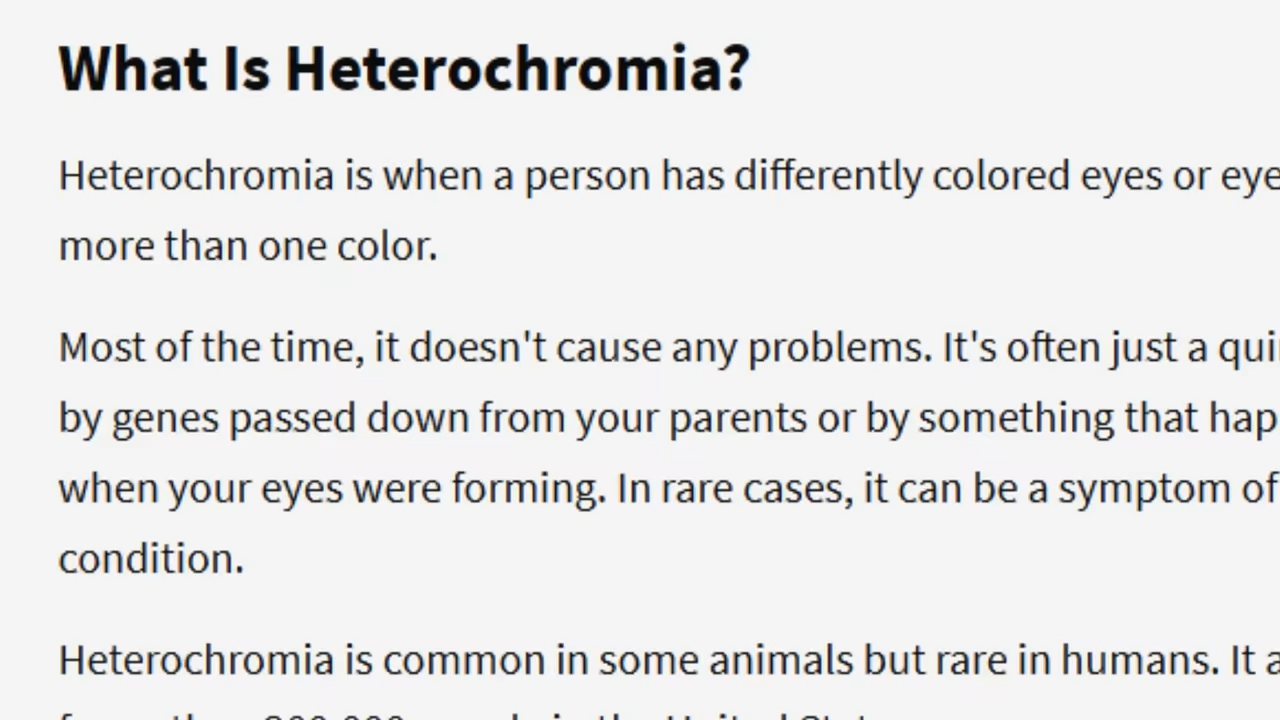 What Is Heterochromia?
Heterochromia is when a person has differently colored eyes or eye
more than one color.
Most of the time, it doesn't cause any problems. It's often just a
by genes passed down from your parents or by something that
when your eyes were forming. In rare cases, it can be a symptom of
condition.
Heterochromia is common in some animals but rare in humans. It